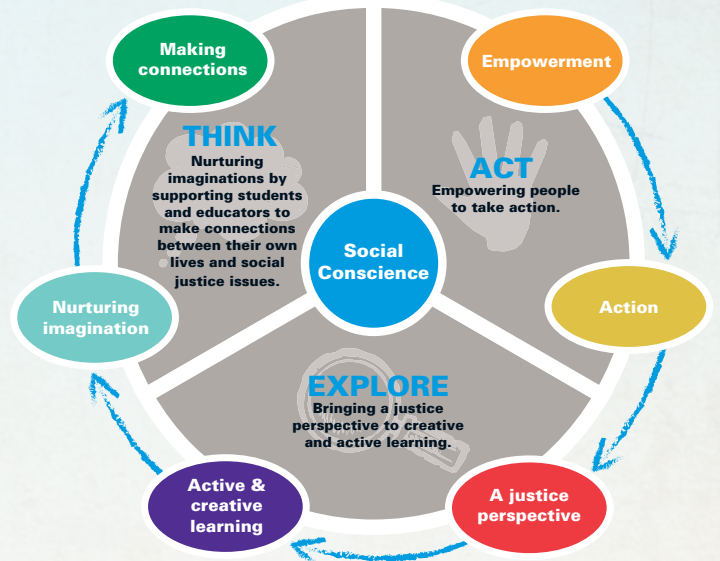 Making
connections
Empowerment
THINK
Nurturing
imaginations by
supporting students
and educators to
make connections
between their own
lives and social
justice issues.
ACT
Empowering people
to take action.
Social
Conscience
Nurturing
imagination
Action
EXPLORE
Bringing a justice
perspective to creative
and active learning.
Active &
creative
learning
A justice
perspective